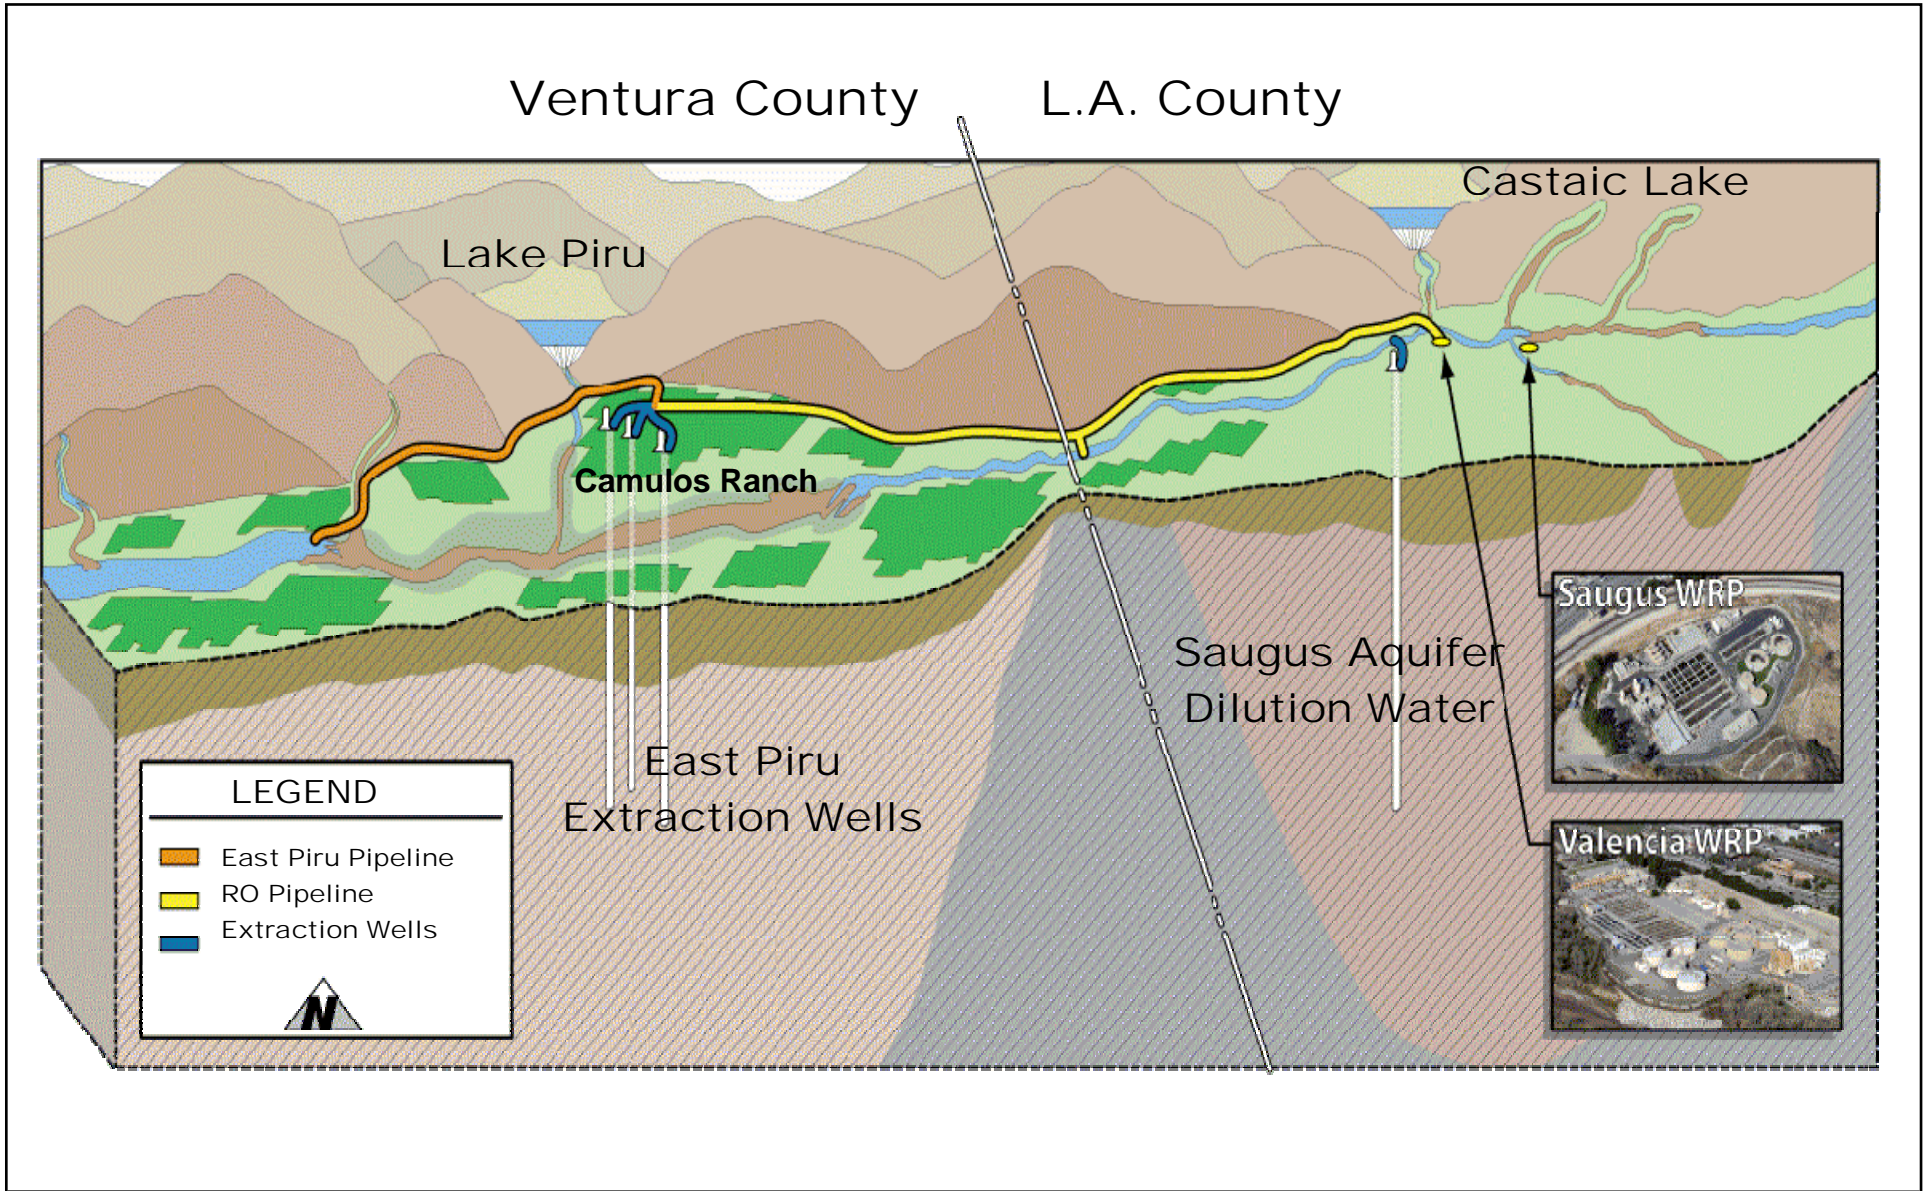 Ventura County
L.A. County
Castaic Lake
Lake Piru
Camulos Ranch
Saugus WRP
Saugus Aquifer
Dilution Water
East Piru
Extraction Wells
Valencia WRP
LEGEND
East Piru Pipeline
RO Pipeline
Extraction Wells
N